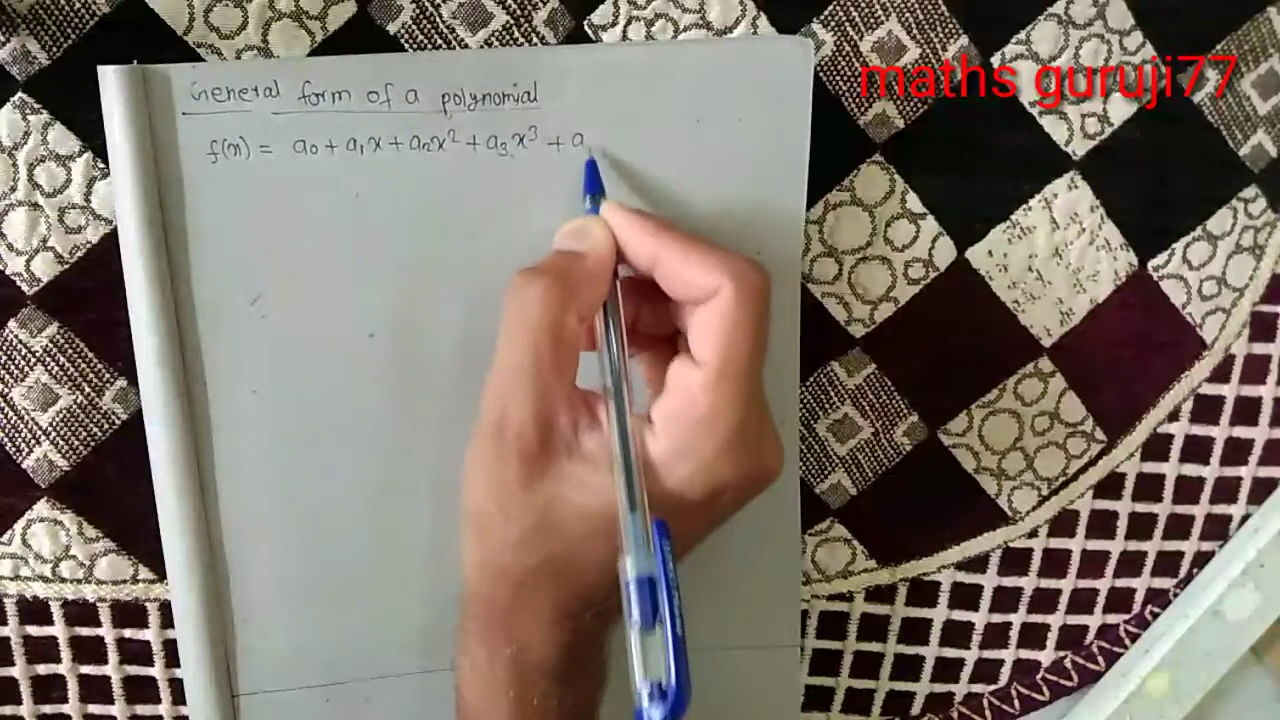 maths guruji77
General form of a polynomial
f(x) = a₀ + a₁x + a₂x² + a₃x³ + a